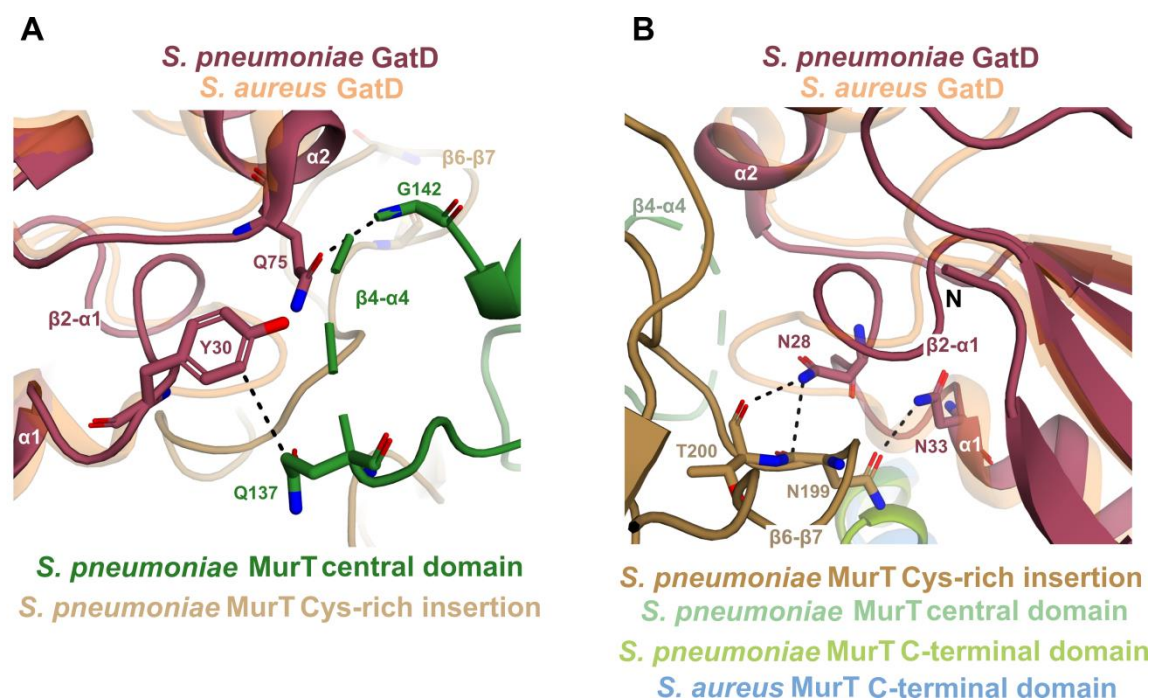 A
S. pneumoniae GatD
S. aureus GatD
α2
β6-β7
G142
Q75
β4-α4
β2-α1
Y30
α1
Q137
S. pneumoniae MurT central domain
S. pneumoniae MurT Cys-rich insertion
B
S. pneumoniae GatD
S. aureus GatD
α2
β4-α4
N
N28
β2-α1
T200
N33
α1
N199
β6-β7
S. pneumoniae MurT Cys-rich insertion
S. pneumoniae MurT central domain
S. pneumoniae MurT C-terminal domain
S. aureus MurT C-terminal domain